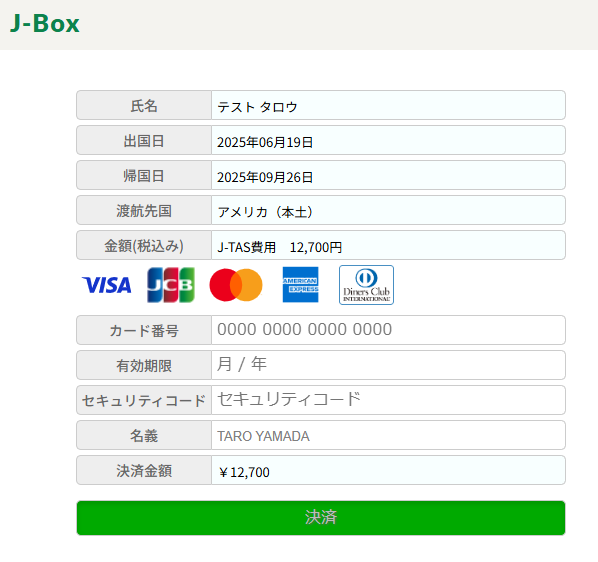 J-Box
氏名 テスト タロウ
出国日 2025年06月19日
帰国日 2025年09月26日
渡航先国 アメリカ（本土）
金額(税込み) J-TAS費用　12,700円
VISA JCB AMERICAN EXPRESS Diners Club INTERNATIONAL
カード番号 0000 0000 0000 0000
有効期限 月 / 年
セキュリティコード セキュリティコード
名義 TARO YAMADA
決済金額 ￥12,700
決済